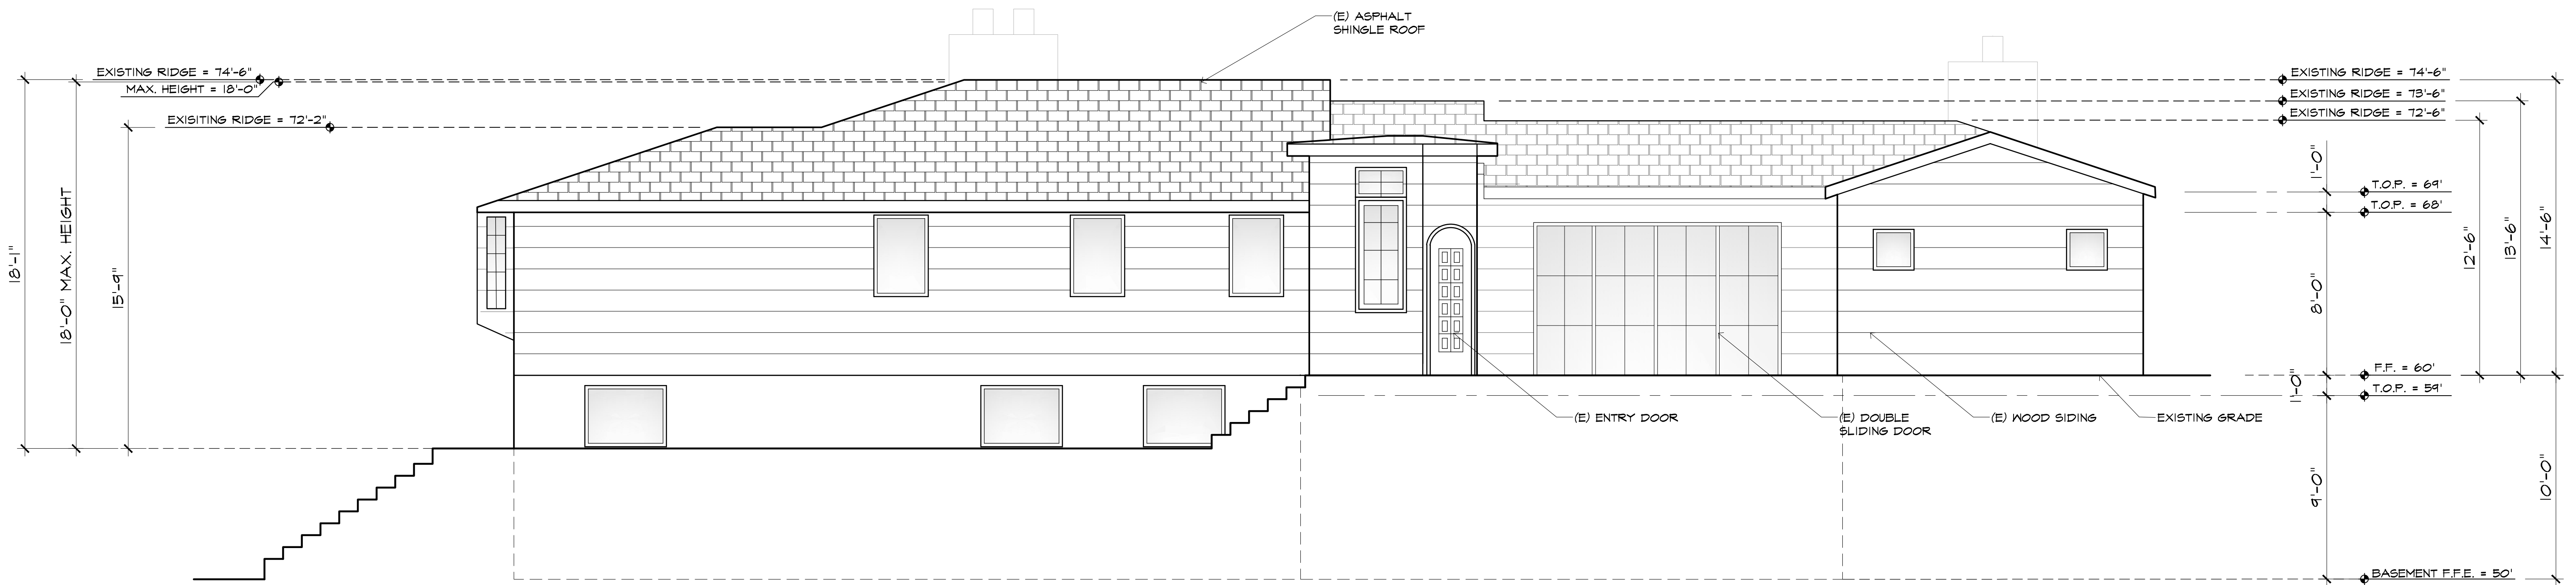 (E) ASPHALT
SHINGLE ROOF
EXISTING RIDGE = 74'-6"
MAX. HEIGHT = 18'-0"
EXISITING RIDGE = 72'-2"
18'-1"
18'-0" MAX. HEIGHT
15'-9"
EXISTING RIDGE = 74'-6"
EXISTING RIDGE = 73'-6"
EXISTING RIDGE = 72'-6"
1'-0"
T.O.P. = 69'
T.O.P. = 68'
8'-0"
12'-6"
13'-6"
14'-6"
F.F. = 60'
1'-0"
T.O.P. = 59'
(E) ENTRY DOOR
(E) DOUBLE
SLIDING DOOR
(E) WOOD SIDING
EXISTING GRADE
9'-0"
10'-0"
BASEMENT F.F.E. = 50'